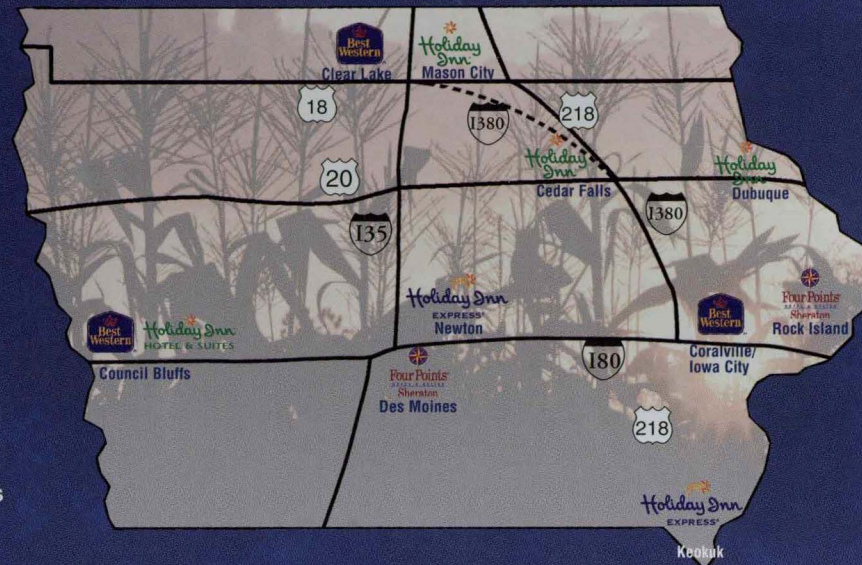 Best
Western
Clear Lake
Holiday
Inn
Mason City
18
I380
218
20
Holiday
Inn
Cedar Falls
Holiday
Inn
Dubuque
I35
I380
Holiday Inn
EXPRESS®
Newton
Best
Western
Holiday Inn
HOTEL & SUITES
Council Bluffs
Best
Western
Coralville/
Iowa City
Four Points®
Sheraton
Rock Island
Four Points®
Sheraton
Des Moines
I80
218
s
Holiday Inn
EXPRESS®
Keokuk